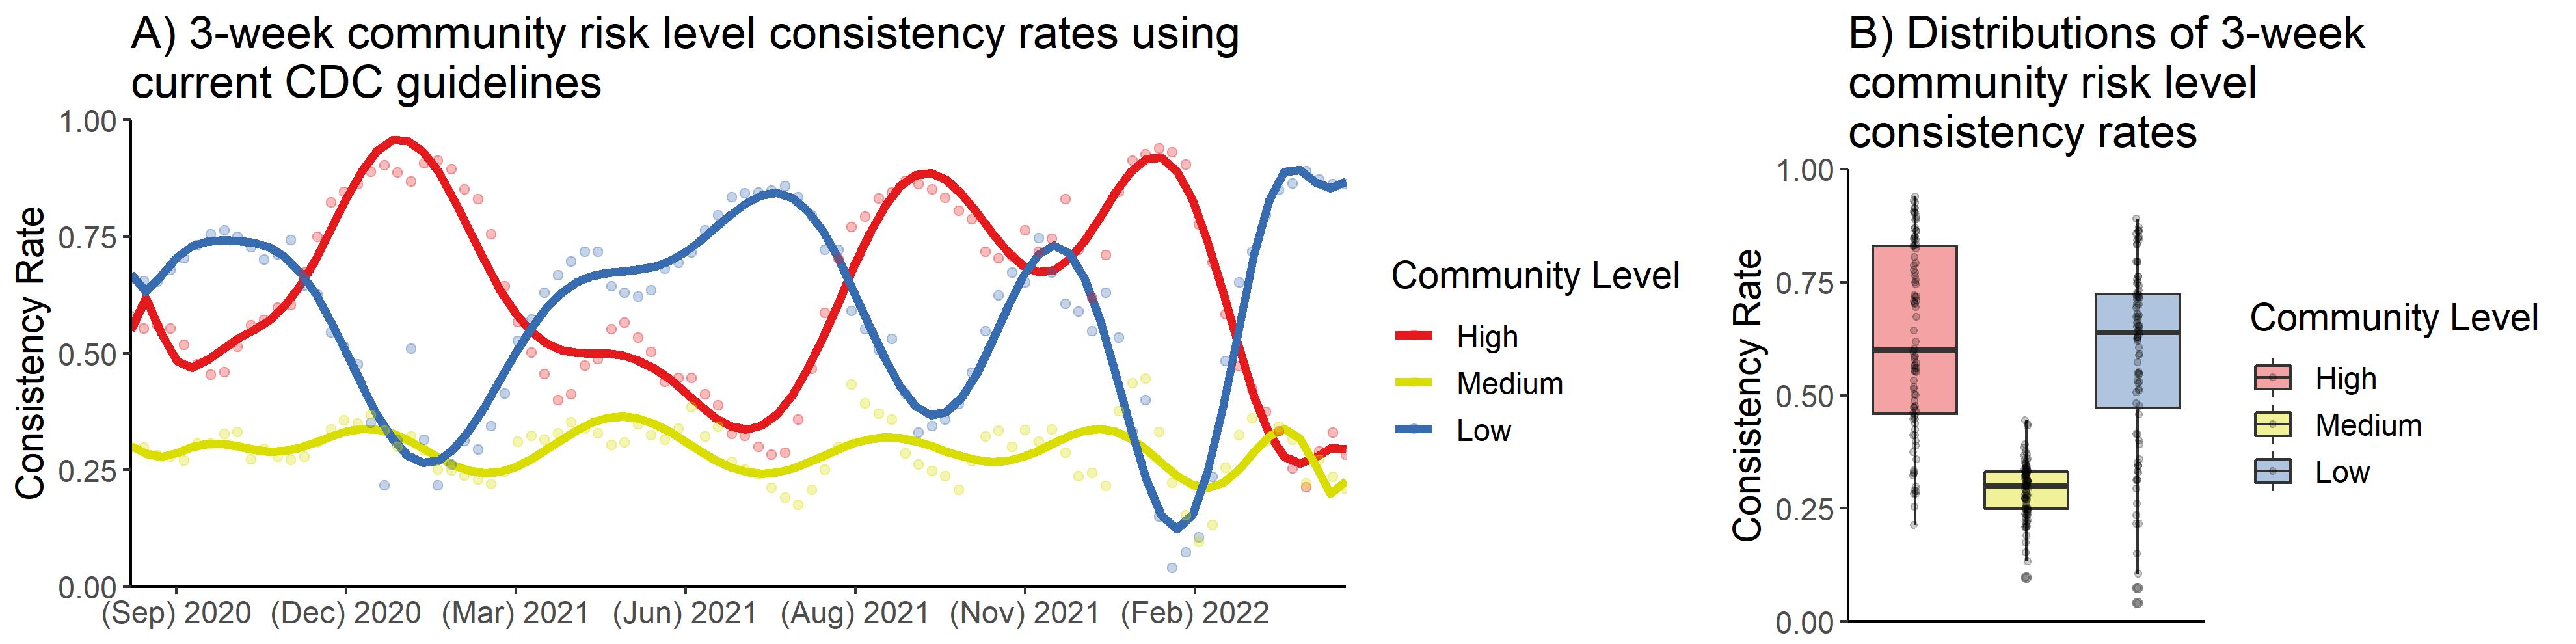 A) 3-week community risk level consistency rates using
current CDC guidelines
Consistency Rate
1.00
0.75
0.50
0.25
0.00
(Sep) 2020
(Dec) 2020
(Mar) 2021
(Jun) 2021
(Aug) 2021
(Nov) 2021
(Feb) 2022
Community Level
High
Medium
Low
B) Distributions of 3-week
community risk level
consistency rates
Consistency Rate
1.00
0.75
0.50
0.25
0.00
Community Level
High
Medium
Low